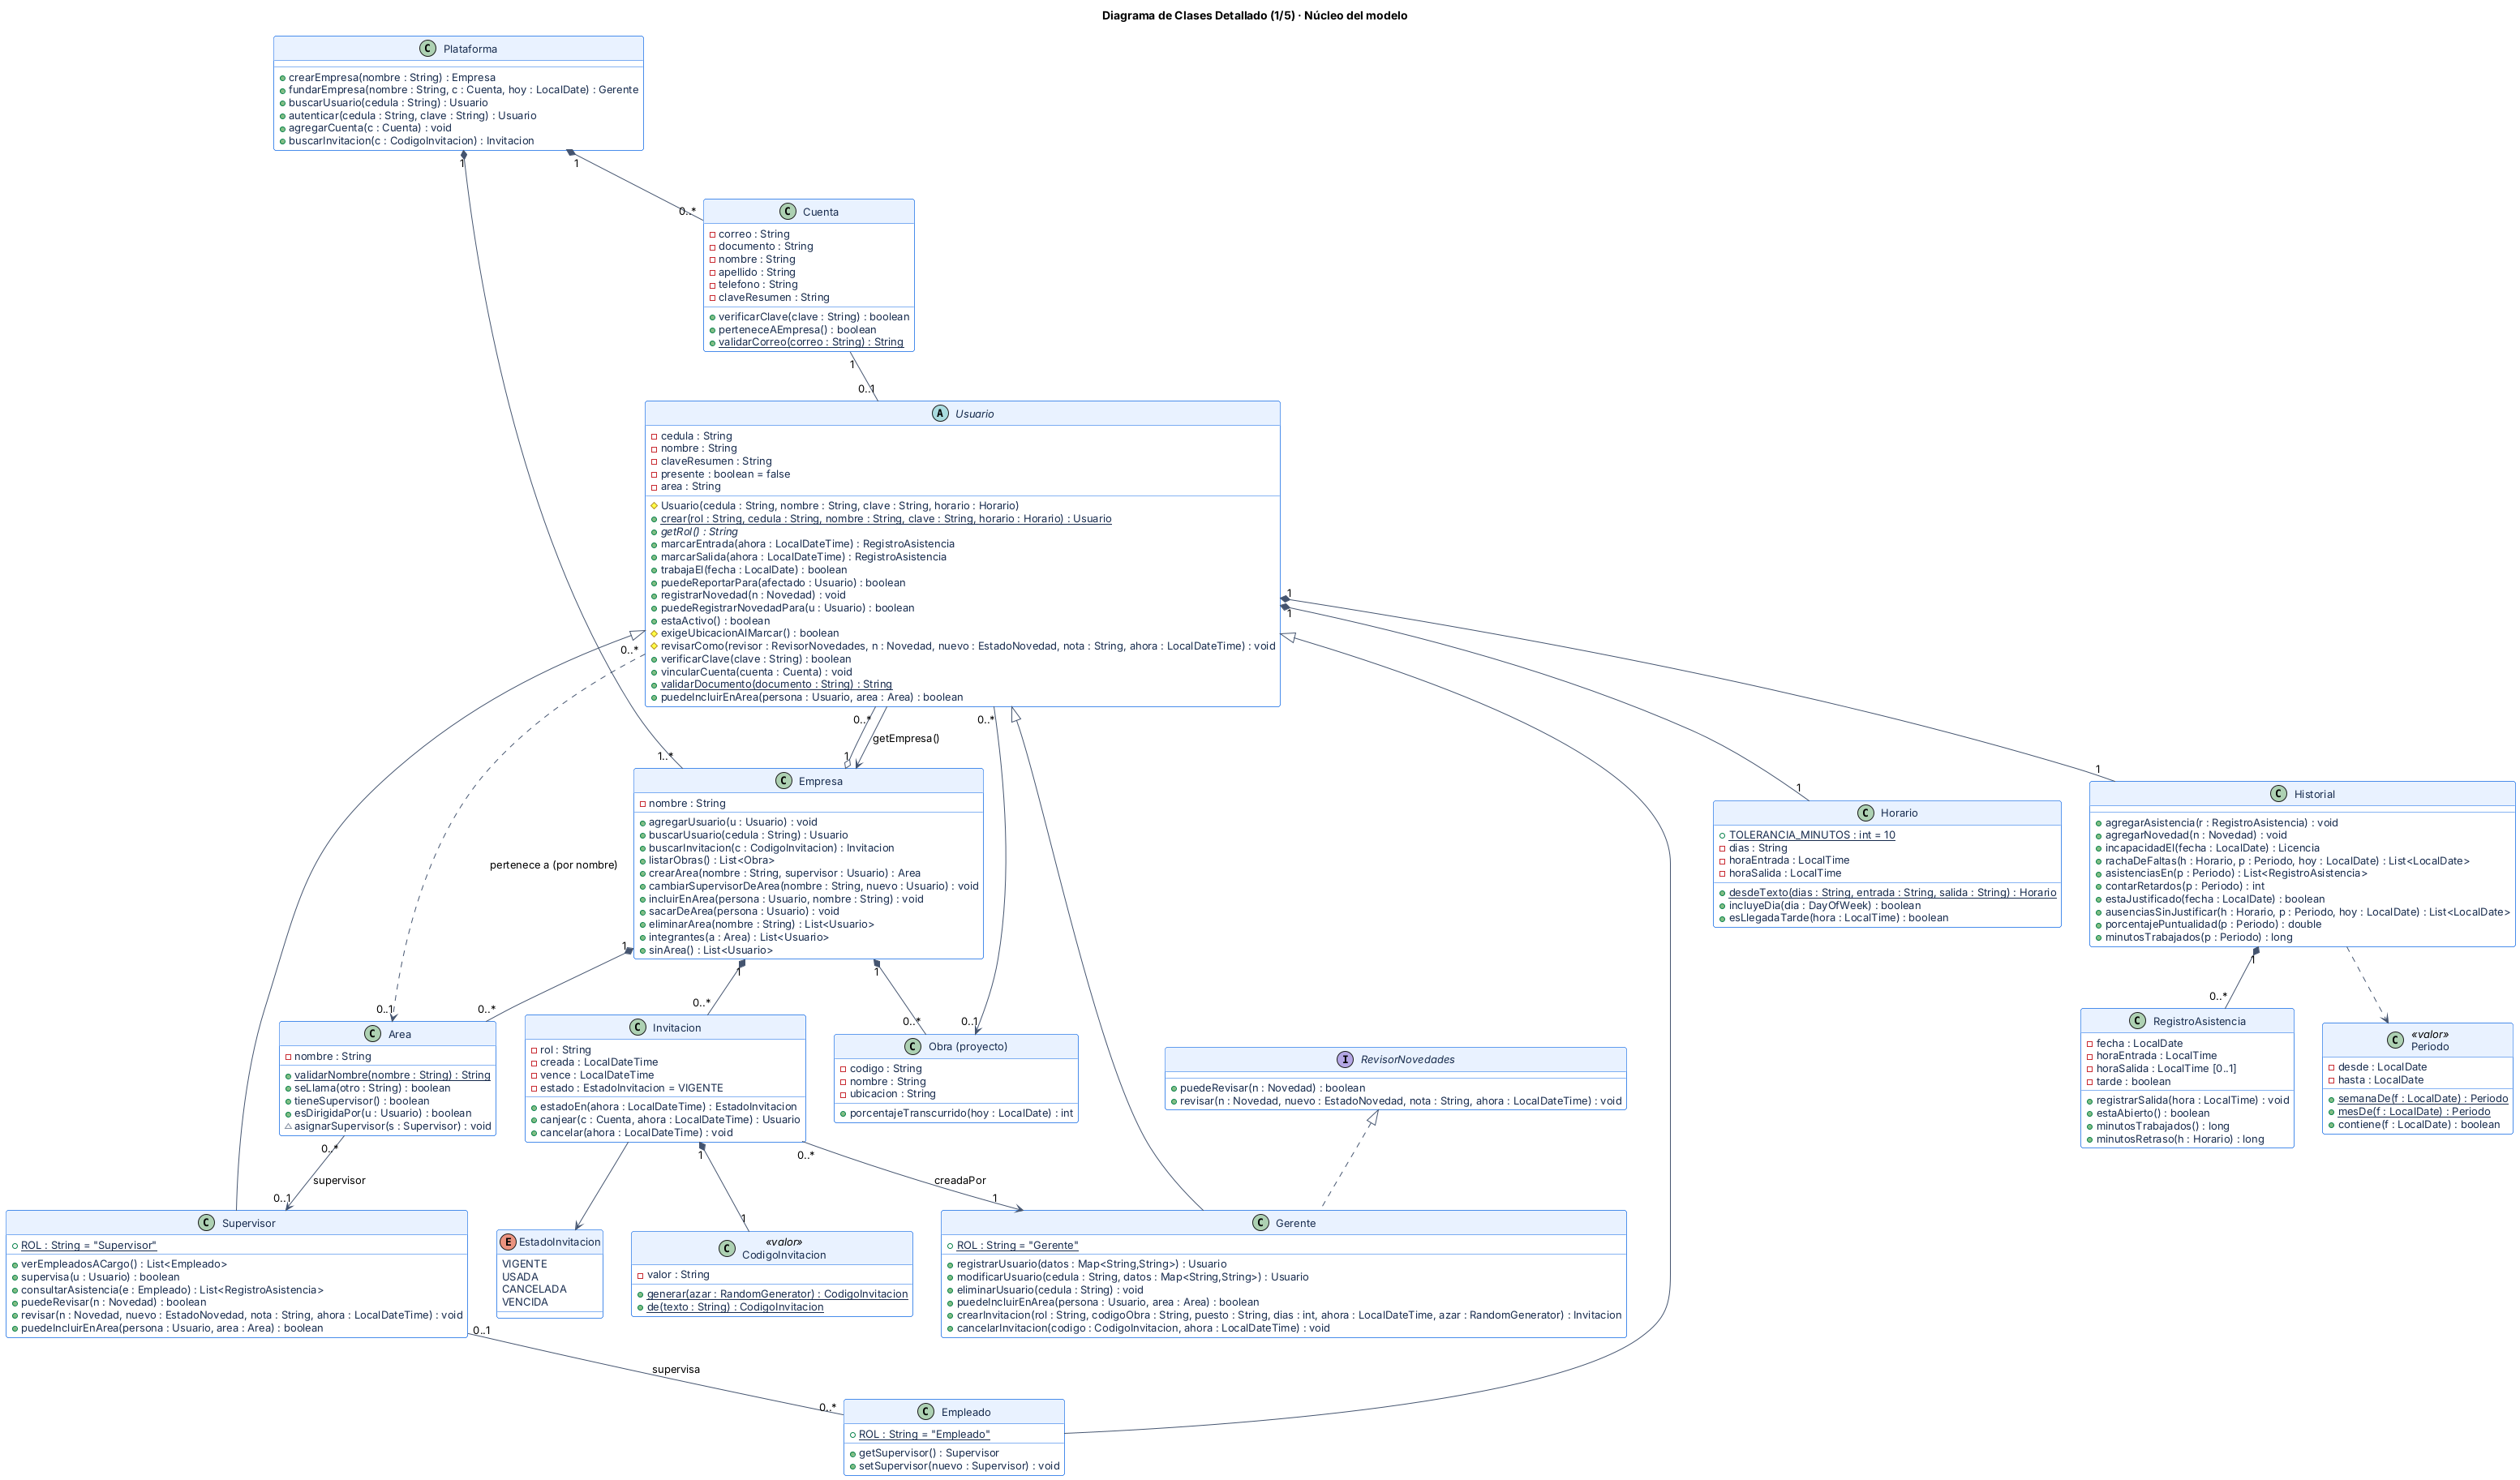 Diagrama de Clases Detallado (1/5) · Núcleo del modelo
C Plataforma
crearEmpresa(nombre : String) : Empresa
fundarEmpresa(nombre : String, c : Cuenta, hoy : LocalDate) : Gerente
buscarUsuario(cedula : String) : Usuario
autenticar(cedula : String, clave : String) : Usuario
agregarCuenta(c : Cuenta) : void
buscarInvitacion(c : CodigoInvitacion) : Invitacion
1
1
0..*
C Cuenta
correo : String
documento : String
nombre : String
apellido : String
telefono : String
claveResumen : String
verificarClave(clave : String) : boolean
perteneceAEmpresa() : boolean
validarCorreo(correo : String) : String
1
0..1
A Usuario
cedula : String
nombre : String
claveResumen : String
presente : boolean = false
area : String
Usuario(cedula : String, nombre : String, clave : String, horario : Horario)
crear(rol : String, cedula : String, nombre : String, clave : String, horario : Horario) : Usuario
getRol() : String
marcarEntrada(ahora : LocalDateTime) : RegistroAsistencia
marcarSalida(ahora : LocalDateTime) : RegistroAsistencia
trabajaEl(fecha : LocalDate) : boolean
puedeReportarPara(afectado : Usuario) : boolean
registrarNovedad(n : Novedad) : void
puedeRegistrarNovedadPara(u : Usuario) : boolean
estaActivo() : boolean
exigeUbicacionAlMarcar() : boolean
revisarComo(revisor : RevisorNovedades, n : Novedad, nuevo : EstadoNovedad, nota : String, ahora : LocalDateTime) : void
verificarClave(clave : String) : boolean
vincularCuenta(cuenta : Cuenta) : void
validarDocumento(documento : String) : String
puedeIncluirEnArea(persona : Usuario, area : Area) : boolean
1
1
0..*
0..*
0..*
getEmpresa()
1..*
1
1
1
C Empresa
nombre : String
agregarUsuario(u : Usuario) : void
buscarUsuario(cedula : String) : Usuario
buscarInvitacion(c : CodigoInvitacion) : Invitacion
listarObras() : List<Obra>
crearArea(nombre : String, supervisor : Usuario) : Area
cambiarSupervisorDeArea(nombre : String, nuevo : Usuario) : void
incluirEnArea(persona : Usuario, nombre : String) : void
sacarDeArea(persona : Usuario) : void
eliminarArea(nombre : String) : List<Usuario>
integrantes(a : Area) : List<Usuario>
sinArea() : List<Usuario>
C Horario
TOLERANCIA_MINUTOS : int = 10
dias : String
horaEntrada : LocalTime
horaSalida : LocalTime
desdeTexto(dias : String, entrada : String, salida : String) : Horario
incluyeDia(dia : DayOfWeek) : boolean
esLlegadaTarde(hora : LocalTime) : boolean
C Historial
agregarAsistencia(r : RegistroAsistencia) : void
agregarNovedad(n : Novedad) : void
incapacidadEl(fecha : LocalDate) : Licencia
rachaDeFaltas(h : Horario, p : Periodo, hoy : LocalDate) : List<LocalDate>
asistenciasEn(p : Periodo) : List<RegistroAsistencia>
contarRetardos(p : Periodo) : int
estaJustificado(fecha : LocalDate) : boolean
ausenciasSinJustificar(h : Horario, p : Periodo, hoy : LocalDate) : List<LocalDate>
porcentajePuntualidad(p : Periodo) : double
minutosTrabajados(p : Periodo) : long
pertenece a (por nombre)
1
1
1
1
0..1
0..*
0..*
0..*
0..1
0..*
C Area
nombre : String
validarNombre(nombre : String) : String
seLlama(otro : String) : boolean
tieneSupervisor() : boolean
esDirigidaPor(u : Usuario) : boolean
asignarSupervisor(s : Supervisor) : void
C Invitacion
rol : String
creada : LocalDateTime
vence : LocalDateTime
estado : EstadoInvitacion = VIGENTE
estadoEn(ahora : LocalDateTime) : EstadoInvitacion
canjear(c : Cuenta, ahora : LocalDateTime) : Usuario
cancelar(ahora : LocalDateTime) : void
C Obra (proyecto)
codigo : String
nombre : String
ubicacion : String
porcentajeTranscurrido(hoy : LocalDate) : int
I RevisorNovedades
puedeRevisar(n : Novedad) : boolean
revisar(n : Novedad, nuevo : EstadoNovedad, nota : String, ahora : LocalDateTime) : void
C RegistroAsistencia
fecha : LocalDate
horaEntrada : LocalTime
horaSalida : LocalTime [0..1]
tarde : boolean
registrarSalida(hora : LocalTime) : void
estaAbierto() : boolean
minutosTrabajados() : long
minutosRetraso(h : Horario) : long
C «valor»
Periodo
desde : LocalDate
hasta : LocalDate
semanaDe(f : LocalDate) : Periodo
mesDe(f : LocalDate) : Periodo
contiene(f : LocalDate) : boolean
0..*
supervisor
0..1
1
0..*
creadaPor
1
1
C Supervisor
ROL : String = "Supervisor"
verEmpleadosACargo() : List<Empleado>
supervisa(u : Usuario) : boolean
consultarAsistencia(e : Empleado) : List<RegistroAsistencia>
puedeRevisar(n : Novedad) : boolean
revisar(n : Novedad, nuevo : EstadoNovedad, nota : String, ahora : LocalDateTime) : void
puedeIncluirEnArea(persona : Usuario, area : Area) : boolean
E EstadoInvitacion
VIGENTE
USADA
CANCELADA
VENCIDA
C «valor»
CodigoInvitacion
valor : String
generar(azar : RandomGenerator) : CodigoInvitacion
de(texto : String) : CodigoInvitacion
C Gerente
ROL : String = "Gerente"
registrarUsuario(datos : Map<String,String>) : Usuario
modificarUsuario(cedula : String, datos : Map<String,String>) : Usuario
eliminarUsuario(cedula : String) : void
puedeIncluirEnArea(persona : Usuario, area : Area) : boolean
crearInvitacion(rol : String, codigoObra : String, puesto : String, dias : int, ahora : LocalDateTime, azar : RandomGenerator) : Invitacion
cancelarInvitacion(codigo : CodigoInvitacion, ahora : LocalDateTime) : void
0..1
supervisa
0..*
C Empleado
ROL : String = "Empleado"
getSupervisor() : Supervisor
setSupervisor(nuevo : Supervisor) : void